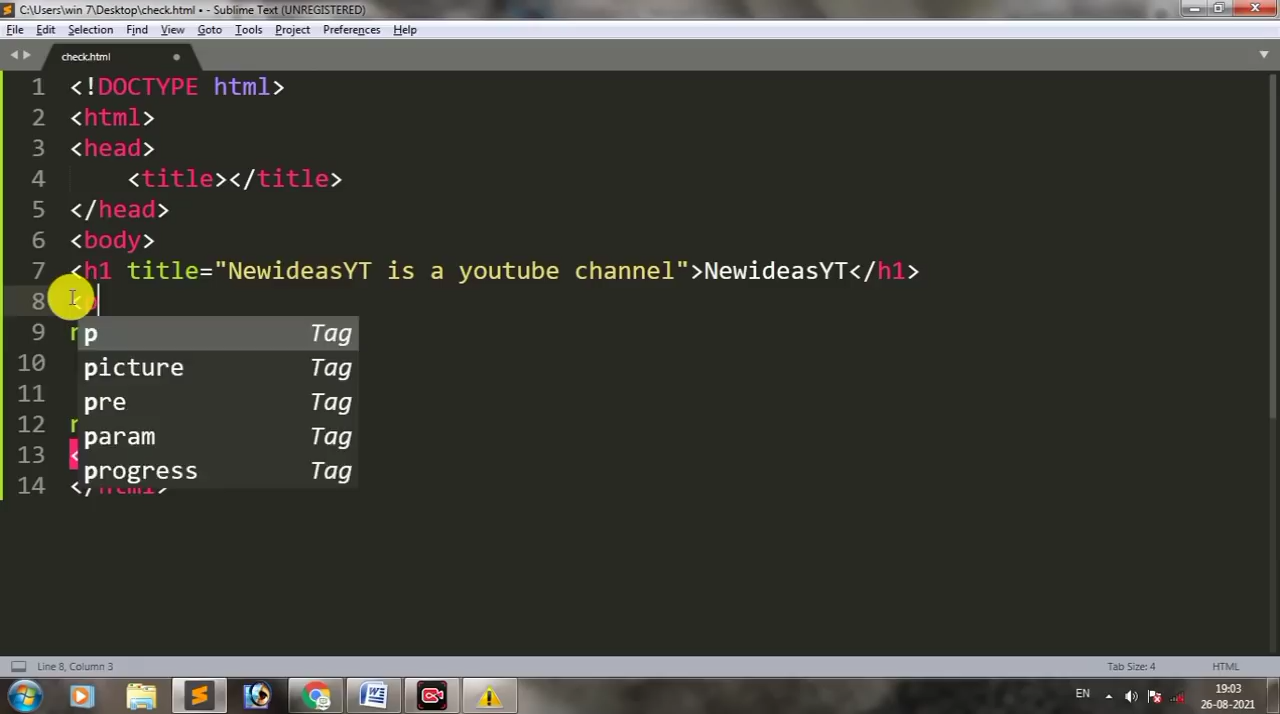 C:\Users\win 7\Desktop\check.html • - Sublime Text (UNREGISTERED)
File Edit Selection Find View Goto Tools Project Preferences Help
check.html
1 <!DOCTYPE html>
2 <html>
3 <head>
4 <title></title>
5 </head>
6 <body>
7 <h1 title="NewideasYT is a youtube channel">NewideasYT</h1>
8 <p
9
p Tag
10
picture Tag
11
pre Tag
12
param Tag
13 <
progress Tag
14 </html>
Line 8, Column 3 Tab Size: 4 HTML
EN 19:03
26-08-2021